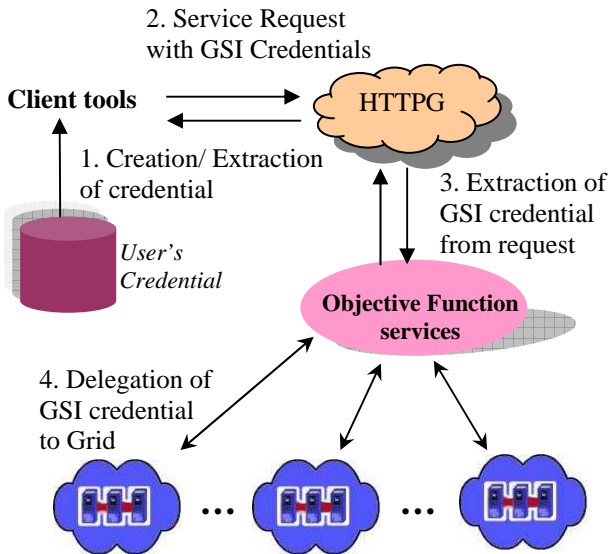 2. Service Request
with GSI Credentials
Client tools
HTTPG
1. Creation/ Extraction
of credential
3. Extraction of
GSI credential
from request
User's
Credential
Objective Function
services
4. Delegation of
GSI credential
to Grid
... ...